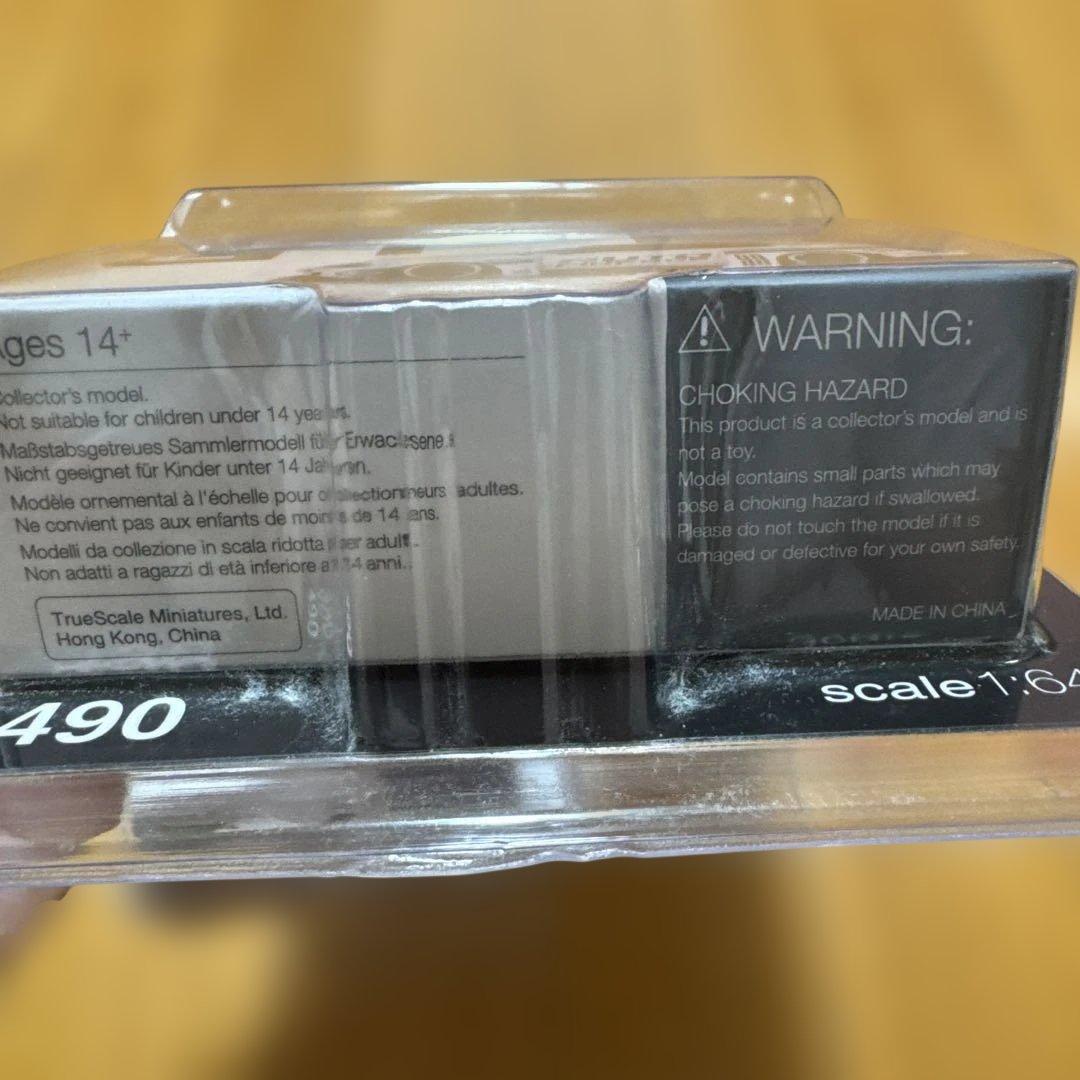 ges 14+
ollector's model.
Not suitable for children under 14 years.
Maßstabsgetreues Sammlermodell für Erwachsene.
Nicht geeignet für Kinder unter 14 Jahren.
Modèle ornemental à l'échelle pour collectionneurs adultes.
Ne convient pas aux enfants de moins de 14 ans.
Modelli da collezione in scala ridotta per adulti.
Non adatti a ragazzi di età inferiore a 14 anni.
TrueScale Miniatures, Ltd.
Hong Kong, China
WARNING:
CHOKING HAZARD
This product is a collector's model and is
not a toy.
Model contains small parts which may
pose a choking hazard if swallowed.
Please do not touch the model if it is
damaged or defective for your own safety.
MADE IN CHINA
490
scale 1:64